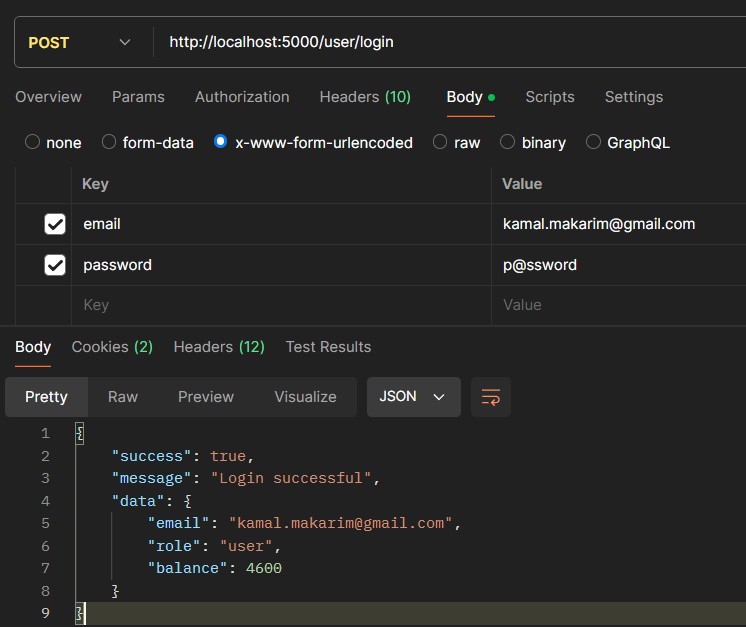 POST http://localhost:5000/user/login
Overview Params Authorization Headers (10) Body Scripts Settings
none form-data x-www-form-urlencoded raw binary GraphQL
Key Value
email kamal.makarim@gmail.com
password p@ssword
Key Value
Body Cookies (2) Headers (12) Test Results
Pretty Raw Preview Visualize JSON
1 {
2 "success": true,
3 "message": "Login successful",
4 "data": {
5 "email": "kamal.makarim@gmail.com",
6 "role": "user",
7 "balance": 4600
8 }
9 }